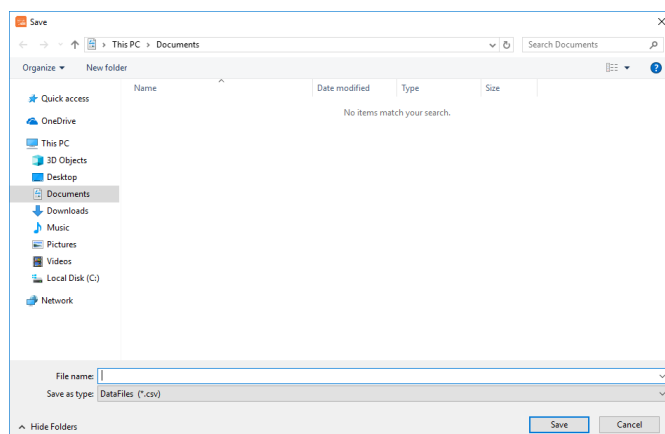 Save
This PC > Documents
Search Documents
Organize
New folder
Name
Date modified
Type
Size
No items match your search.
Quick access
OneDrive
This PC
3D Objects
Desktop
Documents
Downloads
Music
Pictures
Videos
Local Disk (C:)
Network
File name:
Save as type: DataFiles (*.csv)
Hide Folders
Save
Cancel